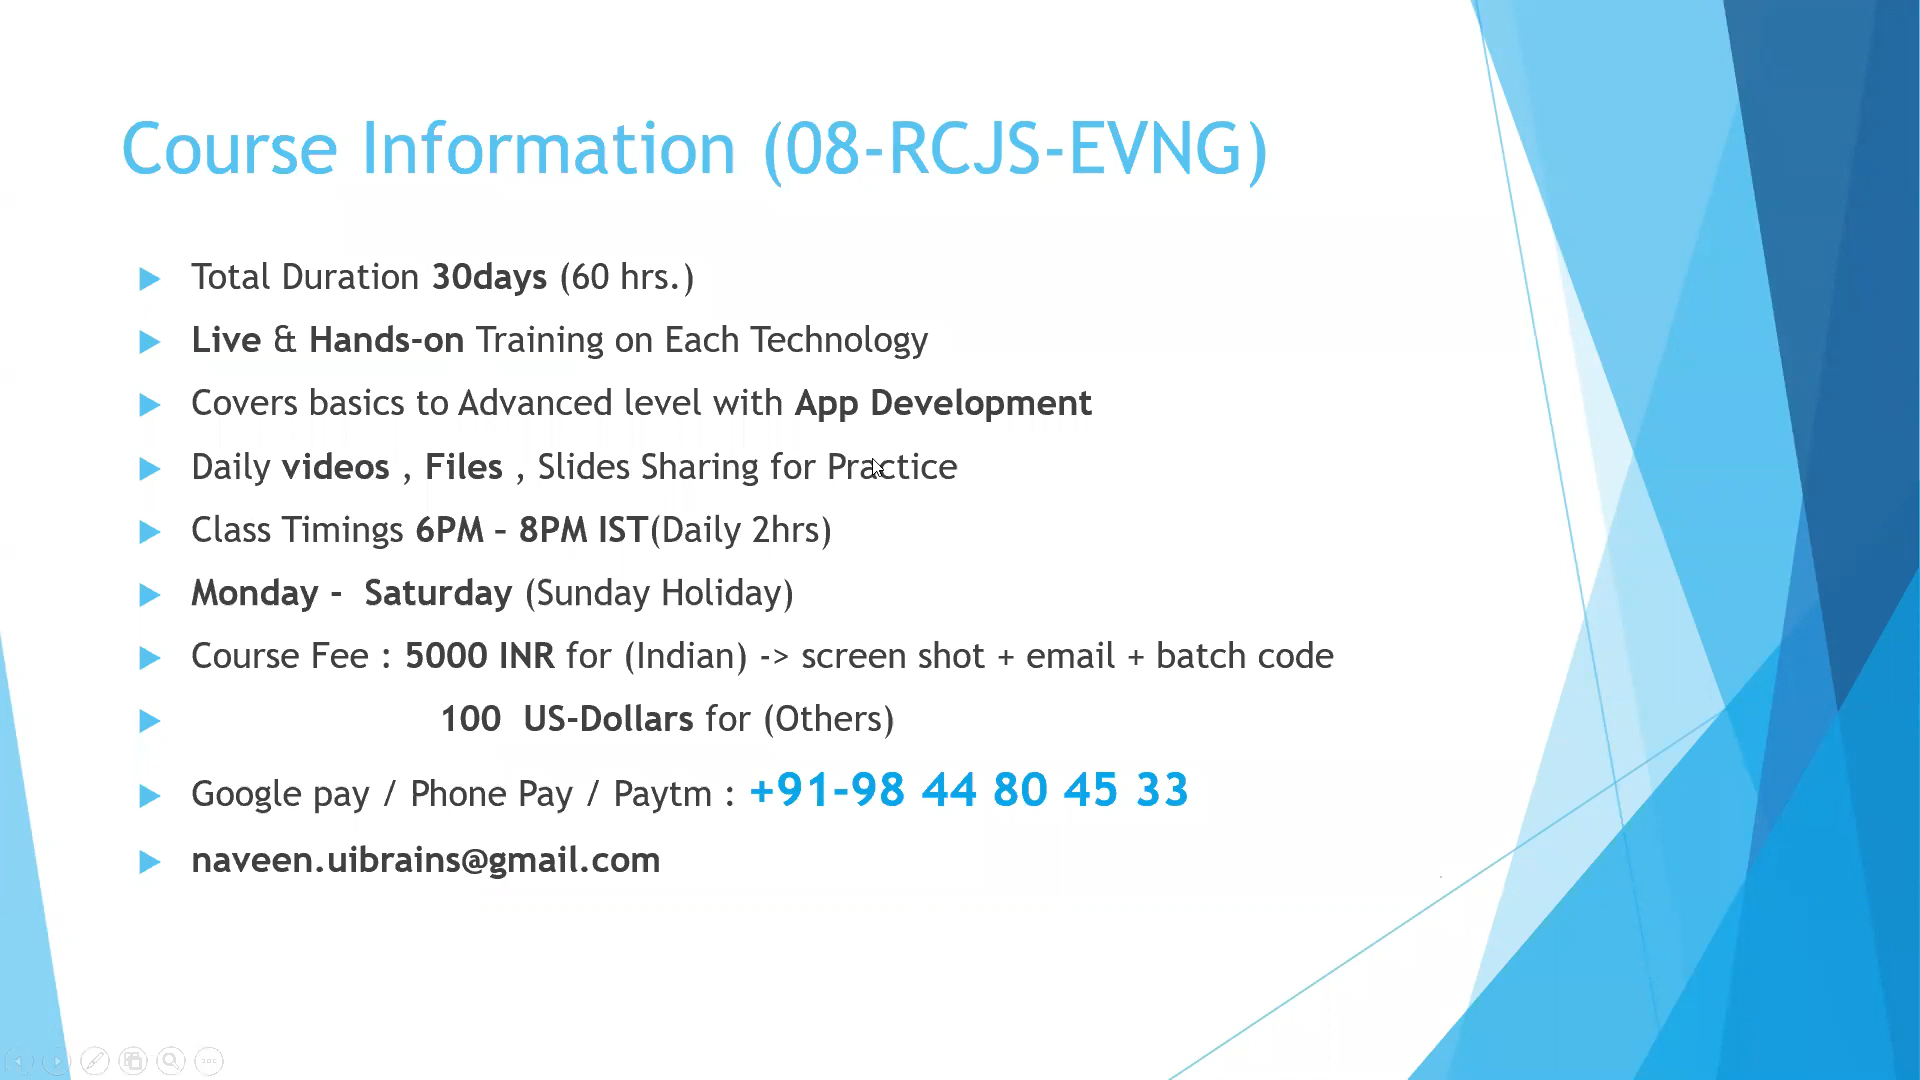 Course Information (08-RCJS-EVNG)
Total Duration 30days (60 hrs.)
Live & Hands-on Training on Each Technology
Covers basics to Advanced level with App Development
Daily videos , Files , Slides Sharing for Practice
Class Timings 6PM – 8PM IST(Daily 2hrs)
Monday -  Saturday (Sunday Holiday)
Course Fee : 5000 INR for (Indian) -> screen shot + email + batch code
100  US-Dollars for (Others)
Google pay / Phone Pay / Paytm : +91-98 44 80 45 33
naveen.uibrains@gmail.com